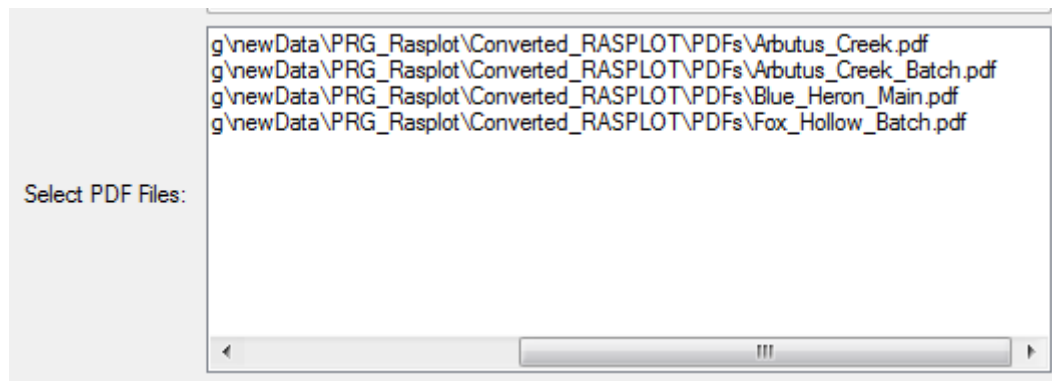 Select PDF Files:
g\newData\PRG_Rasplot\Converted_RASPLOT\PDFs\Arbutus_Creek.pdf
g\newData\PRG_Rasplot\Converted_RASPLOT\PDFs\Arbutus_Creek_Batch.pdf
g\newData\PRG_Rasplot\Converted_RASPLOT\PDFs\Blue_Heron_Main.pdf
g\newData\PRG_Rasplot\Converted_RASPLOT\PDFs\Fox_Hollow_Batch.pdf